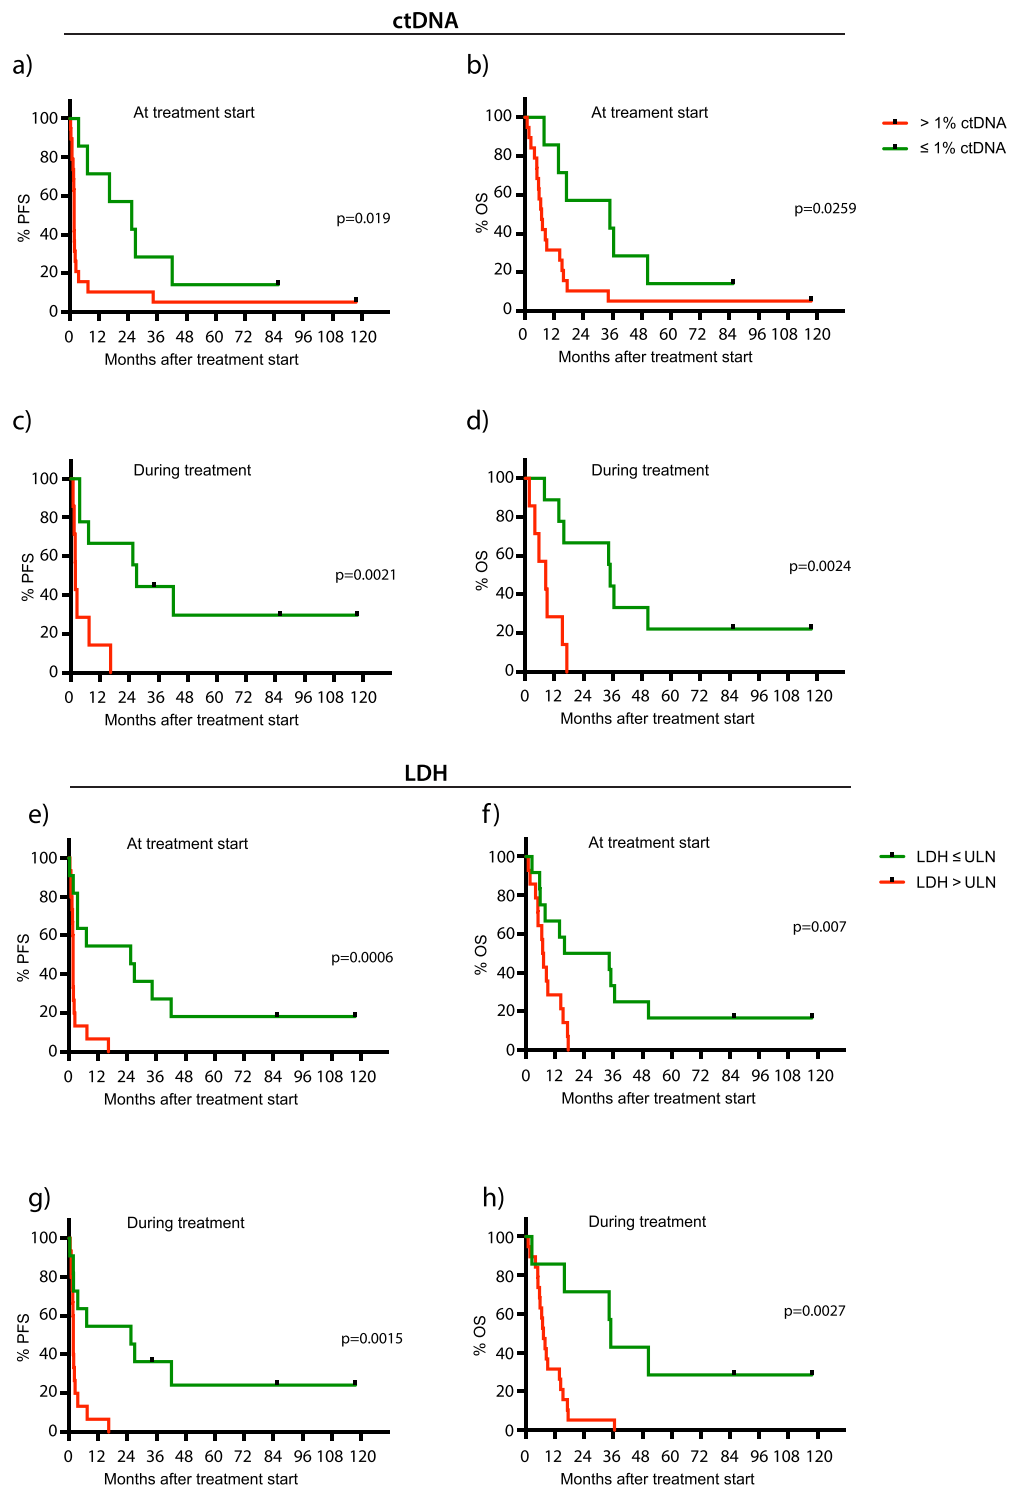 ctDNA
a)
At treatment start
100
80
60
40
20
0
% PFS
p=0.019
0 12 24 36 48 60 72 84 96 108 120
Months after treatment start
b)
At treament start
100
80
60
40
20
0
% OS
p=0.0259
0 12 24 36 48 60 72 84 96 108 120
Months after treatment start
> 1% ctDNA
≤ 1% ctDNA
c)
During treatment
100
80
60
40
20
0
% PFS
p=0.0021
0 12 24 36 48 60 72 84 96 108 120
Months after treatment start
d)
During treatment
100
80
60
40
20
0
% OS
p=0.0024
0 12 24 36 48 60 72 84 96 108 120
Months after treatment start
LDH
e)
At treatment start
100
80
60
40
20
0
% PFS
p=0.0006
0 12 24 36 48 60 72 84 96 108 120
Months after treatment start
f)
At treatment start
100
80
60
40
20
0
% OS
p=0.007
0 12 24 36 48 60 72 84 96 108 120
Months after treatment start
LDH ≤ ULN
LDH > ULN
g)
During treatment
100
80
60
40
20
0
% PFS
p=0.0015
0 12 24 36 48 60 72 84 96 108 120
Months after treatment start
h)
During treatment
100
80
60
40
20
0
% OS
p=0.0027
0 12 24 36 48 60 72 84 96 108 120
Months after treatment start